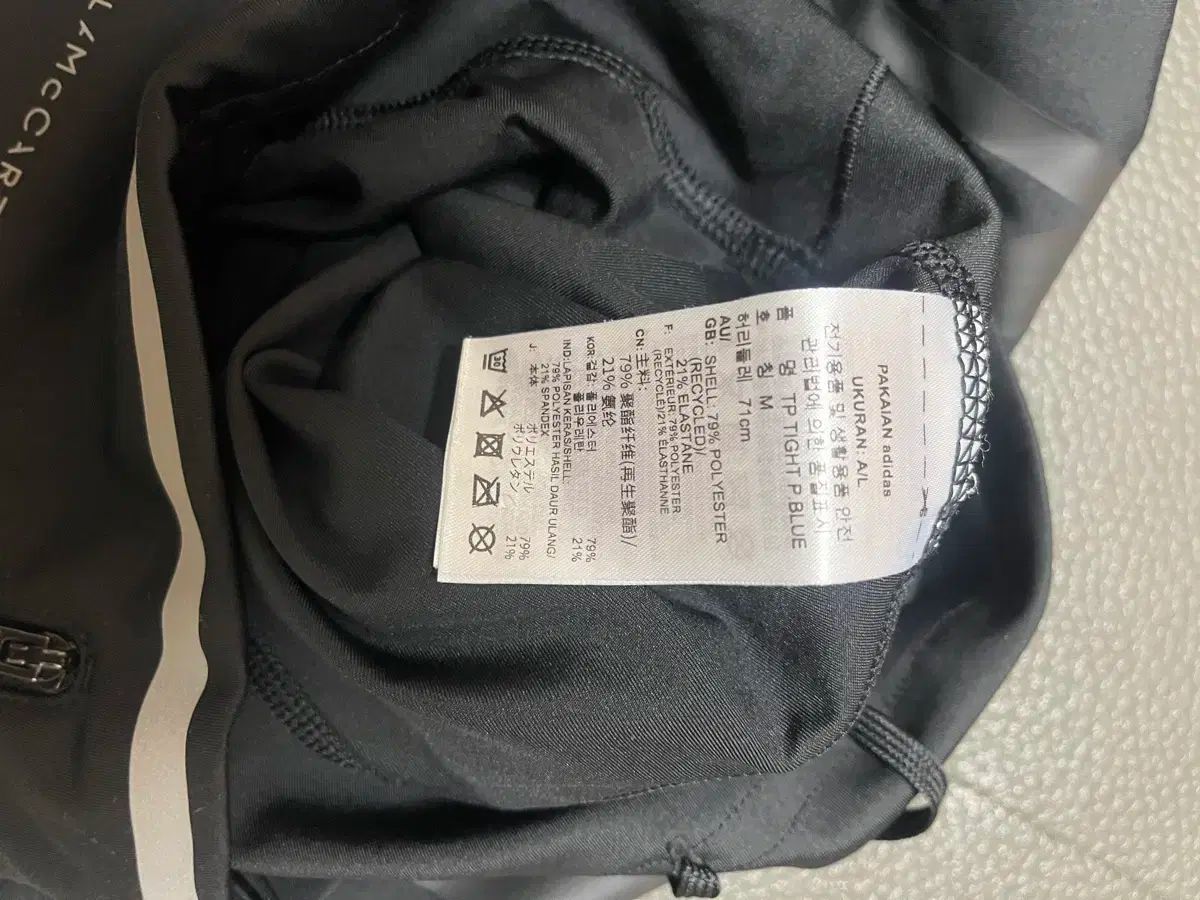 LAMCCAR
PAKAIAN adidas
UKURAN: A/L
전기용품 및 생활용품 안전
관리법에 의한 품질표시
품 명 TP TIGHT P.BLUE
호 칭 M
허리둘레 71cm
AU/
GB: SHELL: 79% POLYESTER
(RECYCLED)/
21% ELASTANE
F: EXTERIEUR: 79% POLYESTER
(RECYCLE)/21% ELASTHANNE
CN: 主料:
79% 聚酯纤维(再生聚酯)/
21% 氨纶
KOR:겉감: 폴리에스터 79%
폴리우레탄 21%
IND:LAPISAN KERAS/SHELL:
79% POLYESTER HASIL DAUR ULANG/
21% SPANDEX
J: 本体 ポリエステル 79%
ポリウレタン 21%
30